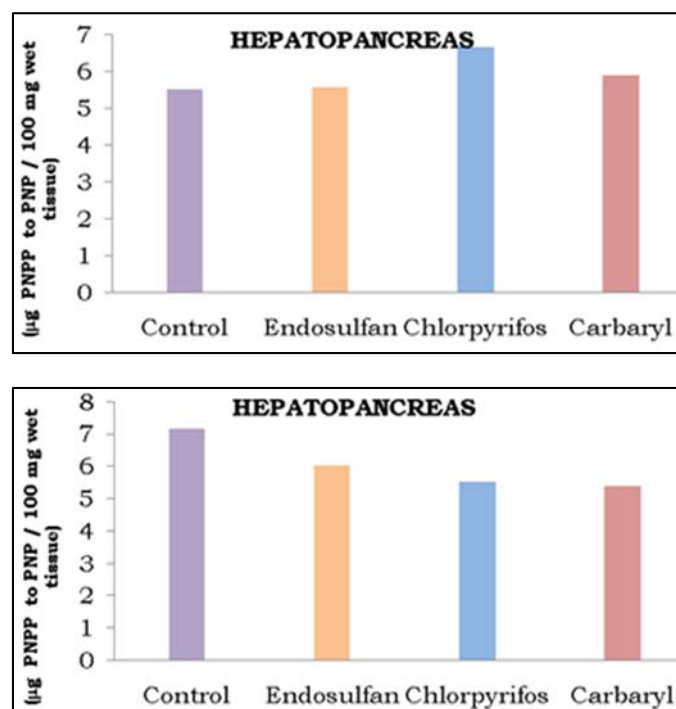 HEPATOPANCREAS
(µg PNPP to PNP / 100 mg wet
tissue)
7
6
5
4
3
2
1
0
Control Endosulfan Chlorpyrifos Carbaryl
HEPATOPANCREAS
(µg PNPP to PNP / 100 mg wet
tissue)
8
7
6
5
4
3
2
1
0
Control Endosulfan Chlorpyrifos Carbaryl